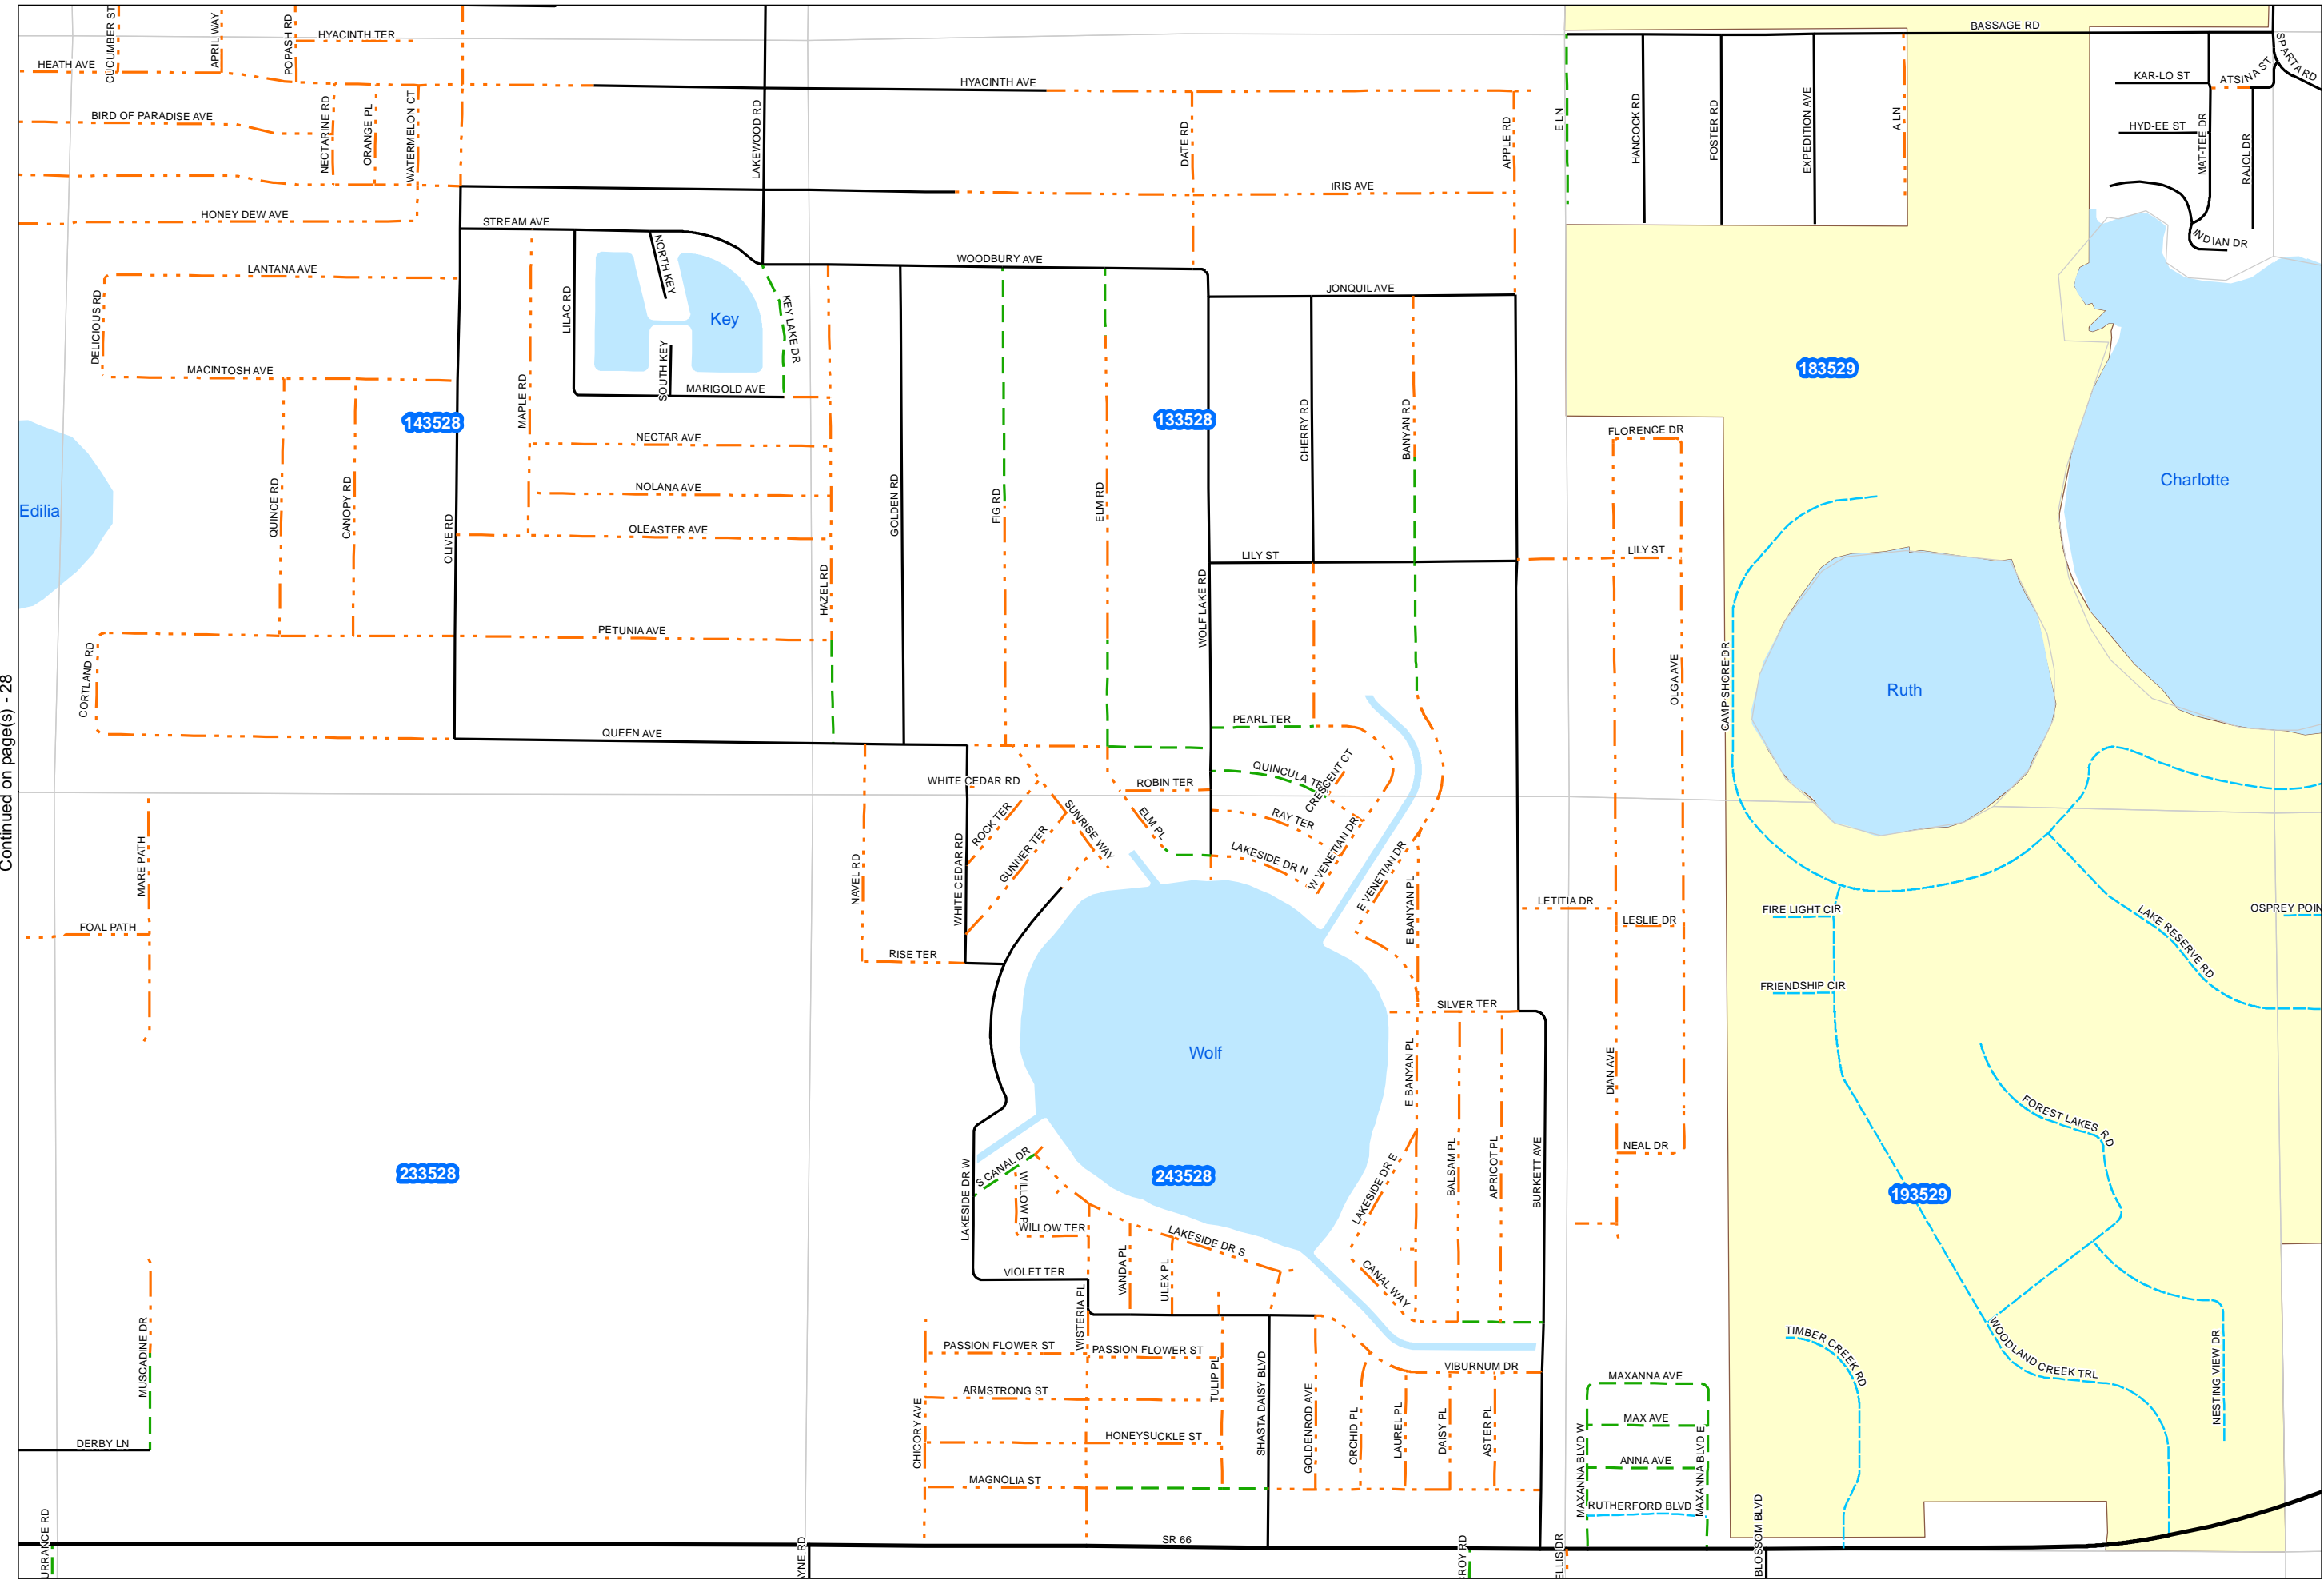 CUCUMBER ST
APRIL WAY
POPASH RD
HYACINTH TER
HEATH AVE
HYACINTH AVE
BASSAGE RD
SPARTA RD
KAR-LO ST
ATSINA ST
BIRD OF PARADISE AVE
NECTARINE RD
ORANGE PL
WATERMELON CT
LAKEWOOD RD
DATE RD
APPLE RD
E LN
HANCOCK RD
FOSTER RD
EXPEDITION AVE
A LN
HYD-EE ST
MAT-TEE DR
RAJOL DR
IRIS AVE
HONEY DEW AVE
STREAM AVE
INDIAN DR
NORTH KEY
WOODBURY AVE
LANTANA AVE
DELICIOUS RD
LILAC RD
Key
KEY LAKE DR
JONQUIL AVE
SOUTH KEY
MACINTOSH AVE
MAPLE RD
MARIGOLD AVE
183529
143528
133528
CHERRY RD
BANYAN RD
FLORENCE DR
NECTAR AVE
Charlotte
Edilia
QUINCE RD
CANOPY RD
OLIVE RD
NOLANA AVE
OLEASTER AVE
GOLDEN RD
FIG RD
ELM RD
LILY ST
LILY ST
HAZEL RD
WOLF LAKE RD
PETUNIA AVE
CORTLAND RD
OLGA AVE
CAMP SHORE DR
Ruth
Continued on page(s) - 28
QUEEN AVE
PEARL TER
WHITE CEDAR RD
ROBIN TER
CRESCENT CT
ROCK TER
SUNRISE WAY
ELM PL
RAY TER
MARE PATH
NAVEL RD
WHITE CEDAR RD
GUNNER TER
LAKESIDE DR N
W VENETIAN DR
E VENETIAN DR
E BANYAN PL
LETITIA DR
LESLIE DR
FIRE LIGHT CIR
LAKE RESERVE RD
FOAL PATH
RISE TER
FRIENDSHIP CIR
SILVER TER
Wolf
E BANYAN PL
DIAN AVE
FOREST LAKES RD
NEAL DR
233528
243528
193529
S CANAL DR
LAKESIDE DR W
WILLOW TER
LAKESIDE DR S
LAKESIDE DR E
BALSAM PL
APRICOT PL
BURKETT AVE
VIOLET TER
VANDA PL
ULEX PL
CANAL WAY
WISTERIA PL
MUSCADINE DR
PASSION FLOWER ST
PASSION FLOWER ST
TULIP PL
SHASTA DAISY BLVD
VIBURNUM DR
TIMBER CREEK RD
WOODLAND CREEK TRL
NESTING VIEW DR
MAXANNA AVE
ARMSTRONG ST
CHICORY AVE
GOLDENROD AVE
ORCHID PL
LAUREL PL
DAISY PL
ASTER PL
MAX AVE
DERBY LN
HONEYSUCKLE ST
MAXANNA BLVD W
MAXANNA BLVD E
ANNA AVE
MAGNOLIA ST
RUTHERFORD BLVD
SR 66
BLOSSOM BLVD